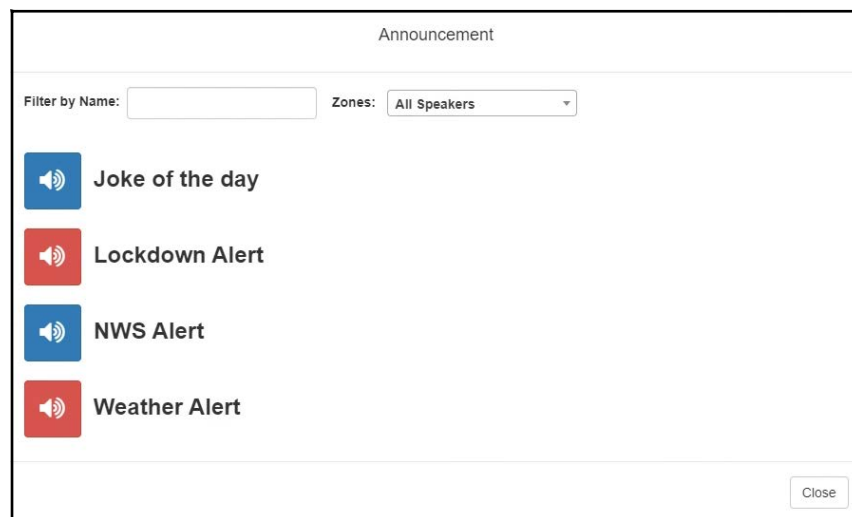 Announcement
Filter by Name: Zones: All Speakers
Joke of the day
Lockdown Alert
NWS Alert
Weather Alert
Close